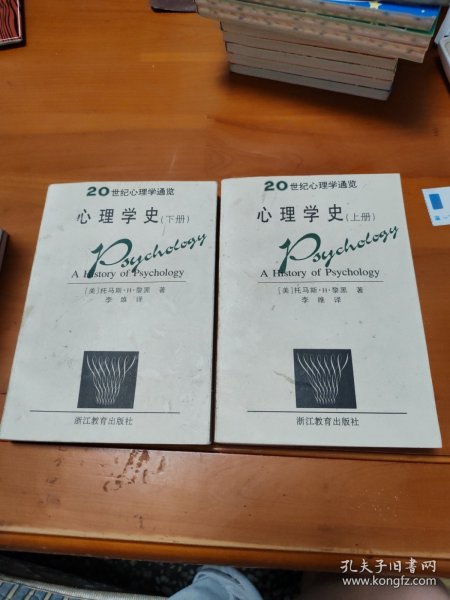 20世纪心理学通览
心理学史(下册)
Psychology
A History of Psychology
[美]托马斯·H·黎黑 著
李维 译
浙江教育出版社
20世纪心理学通览
心理学史(上册)
Psychology
A History of Psychology
[美]托马斯·H·黎黑 著
李维 译
浙江教育出版社
孔夫子旧书网
www.kongfz.com